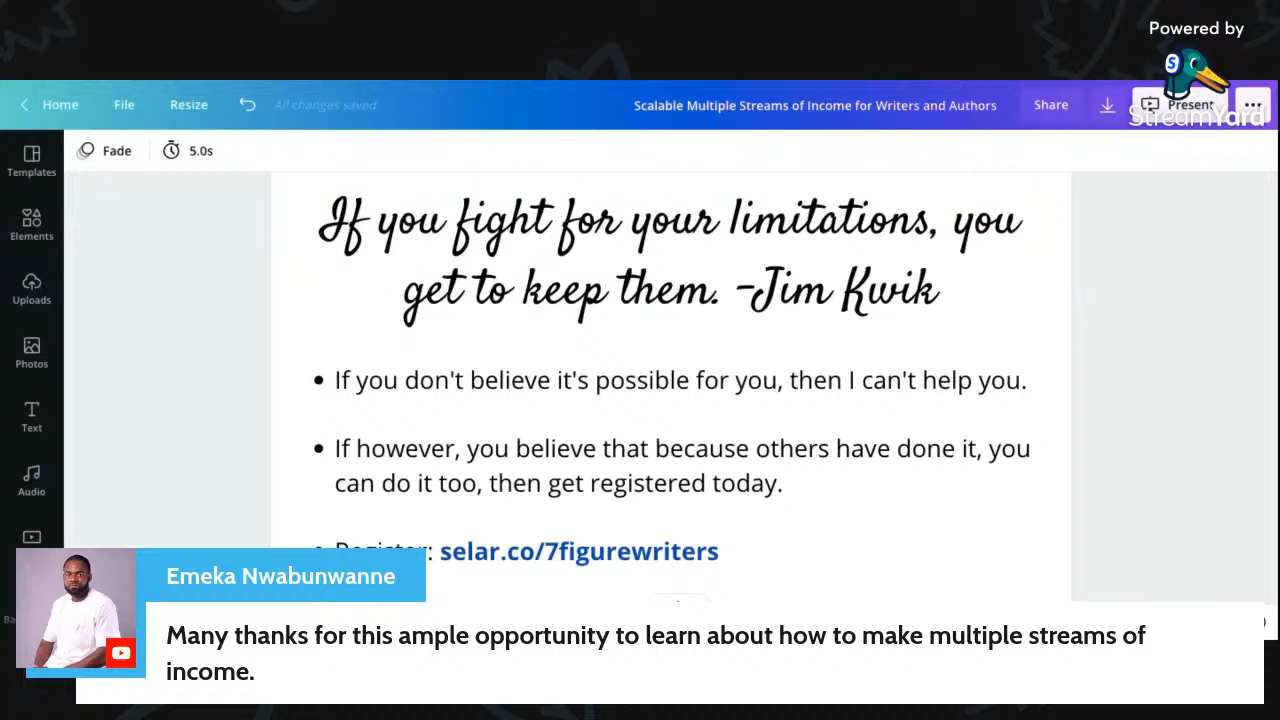 Powered by
StreamYard
Home
File
Resize
All changes saved
Scalable Multiple Streams of Income for Writers and Authors
Share
Present
Fade
5.0s
Templates
Elements
Uploads
Photos
Text
Audio
If you fight for your limitations, you
get to keep them. -Jim Kwik
If you don't believe it's possible for you, then I can't help you.
If however, you believe that because others have done it, you
can do it too, then get registered today.
Register: selar.co/7figurewriters
Emeka Nwabunwanne
Many thanks for this ample opportunity to learn about how to make multiple streams of
income.